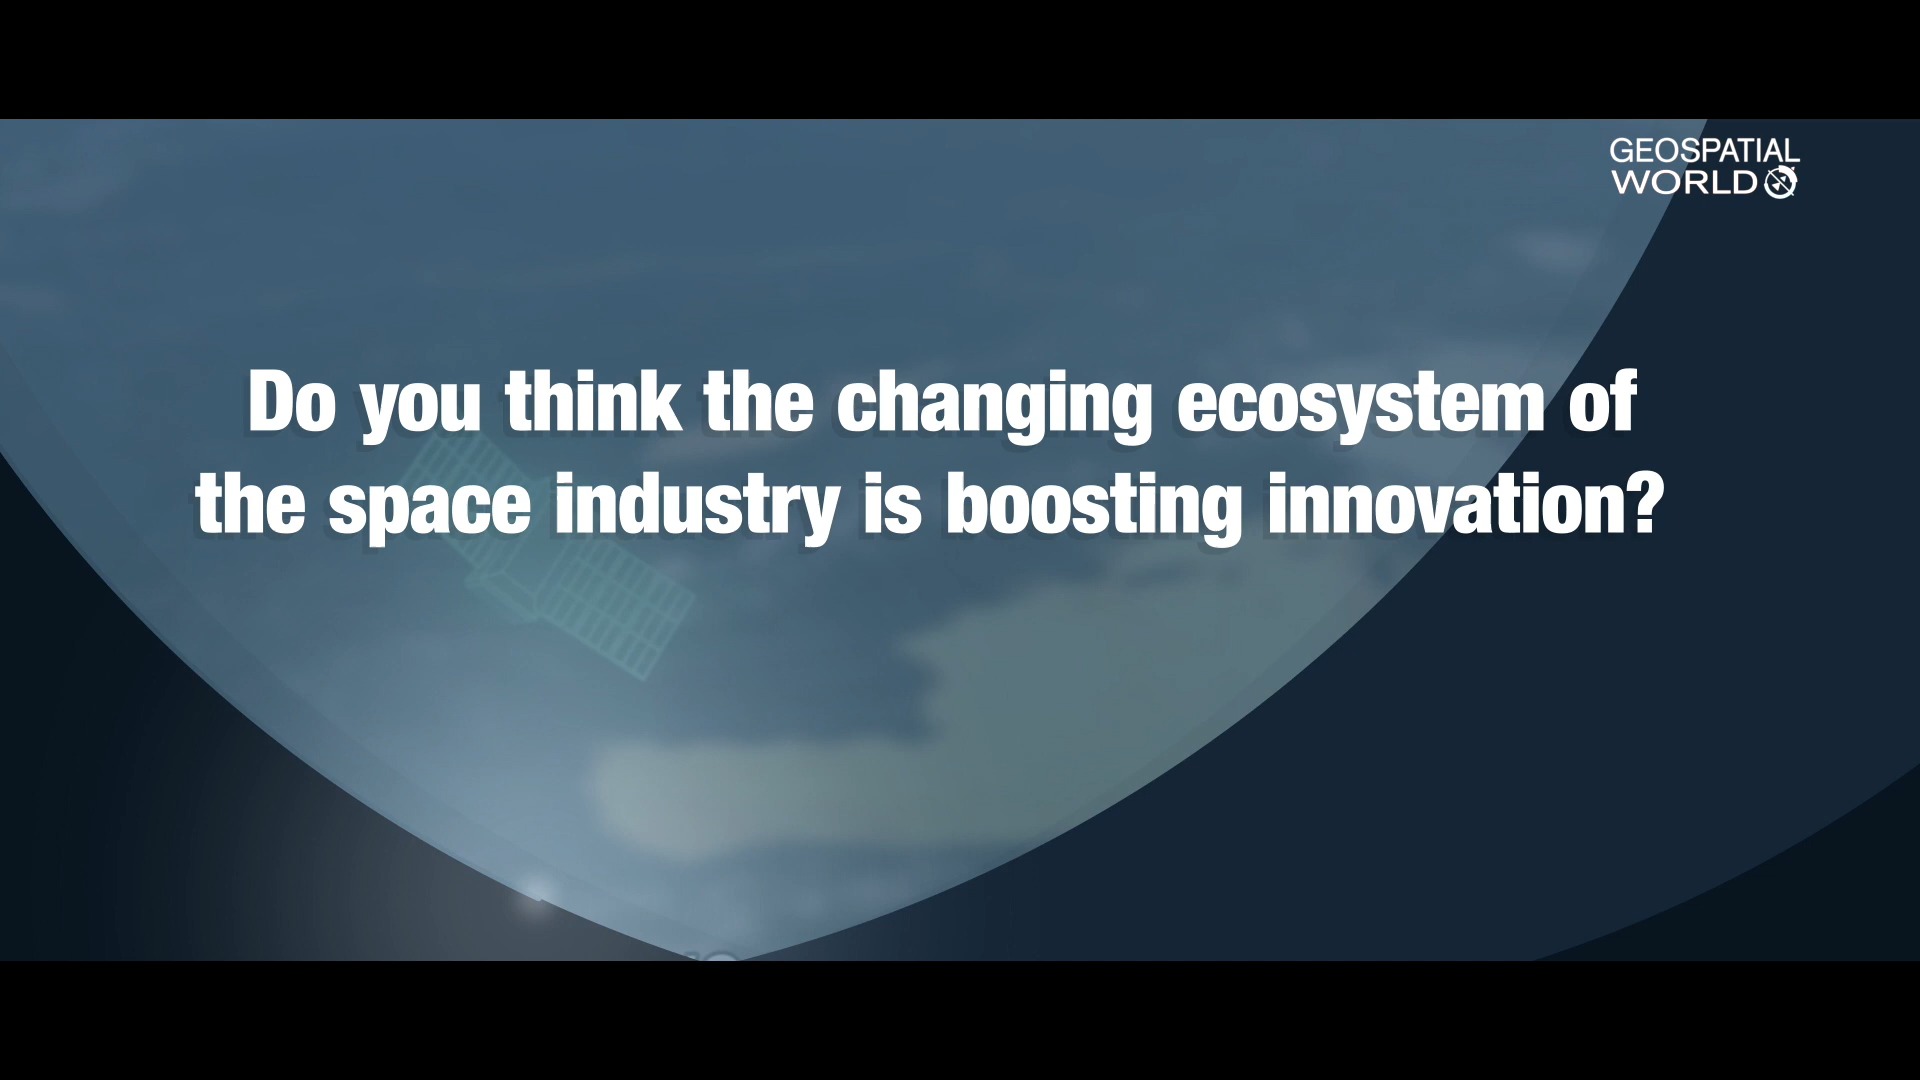 GEOSPATIAL
WORLD
Do you think the changing ecosystem of
the space industry is boosting innovation?